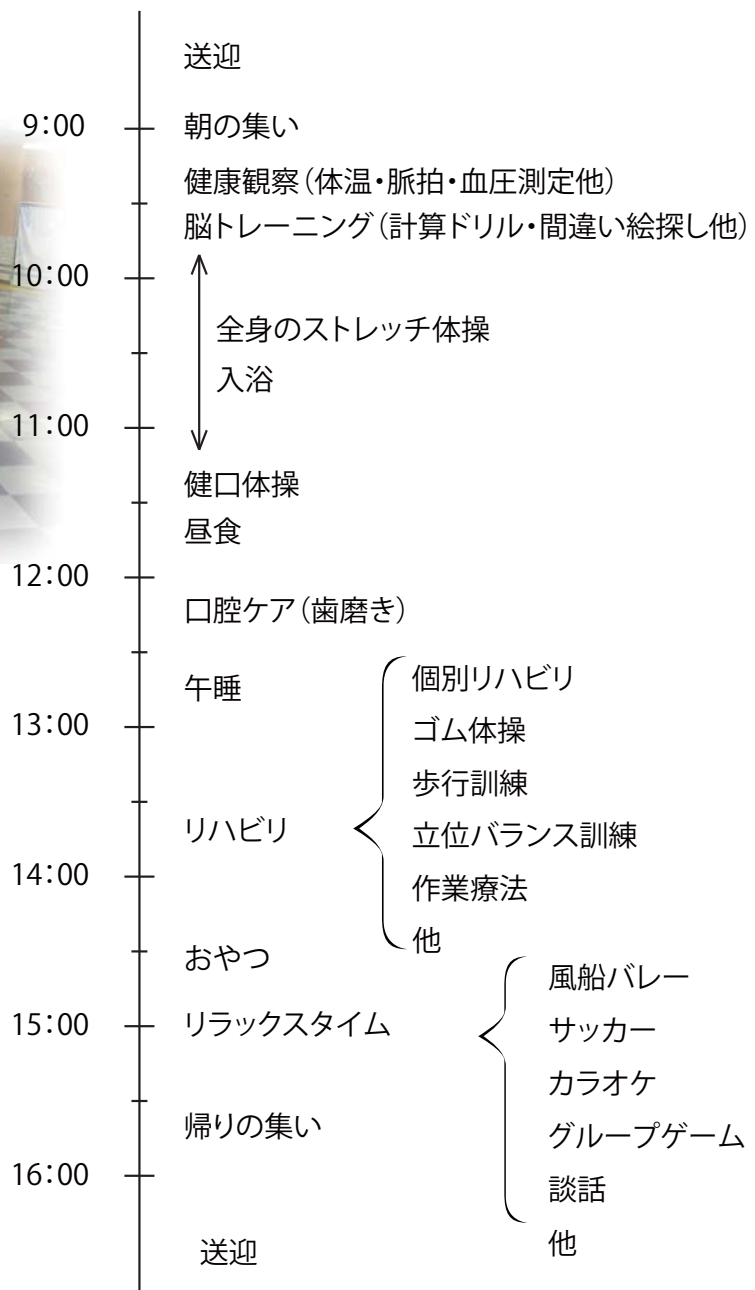 送迎
9:00 朝の集い
健康観察（体温・脈拍・血圧測定他）
脳トレーニング（計算ドリル・間違い絵探し他）
10:00
全身のストレッチ体操
入浴
11:00
健口体操
昼食
12:00
口腔ケア（歯磨き）
午睡
個別リハビリ
13:00
ゴム体操
歩行訓練
リハビリ
立位バランス訓練
14:00
作業療法
他
おやつ
風船バレー
15:00 リラックスタイム
サッカー
カラオケ
帰りの集い
グループゲーム
16:00
談話
他
送迎